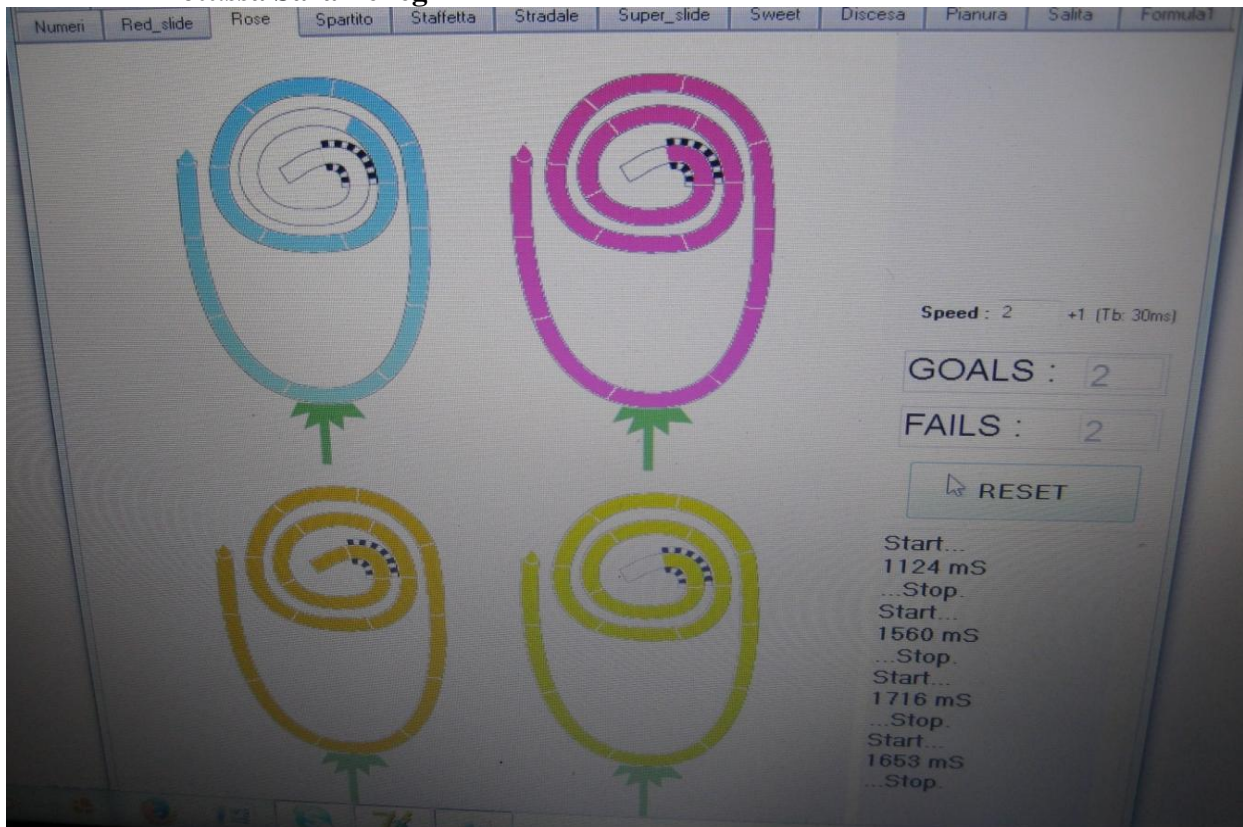 Numeri Red_slide Rose Spartito Staffetta Stradale Super_slide Sweet Discesa Pianura Salita Formula1
Speed : 2 +1 (Tb: 30ms)
GOALS : 2
FAILS : 2
RESET
Start...
1124 mS
...Stop.
Start...
1560 mS
...Stop.
Start...
1716 mS
...Stop.
Start...
1653 mS
...Stop.